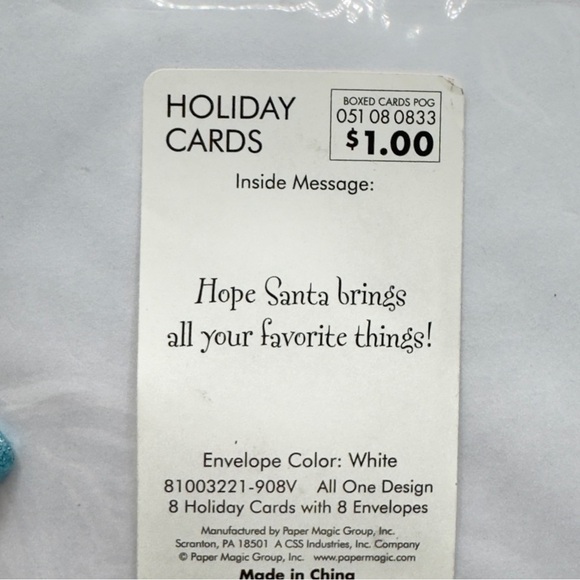 HOLIDAY
CARDS
BOXED CARDS POG
051 08 0833
$1.00
Inside Message:
Hope Santa brings
all your favorite things!
Envelope Color: White
81003221-908V All One Design
8 Holiday Cards with 8 Envelopes
Manufactured by Paper Magic Group, Inc.
Scranton, PA 18501 A CSS Industries, Inc. Company
© Paper Magic Group, Inc. www.papermagic.com
Made in China